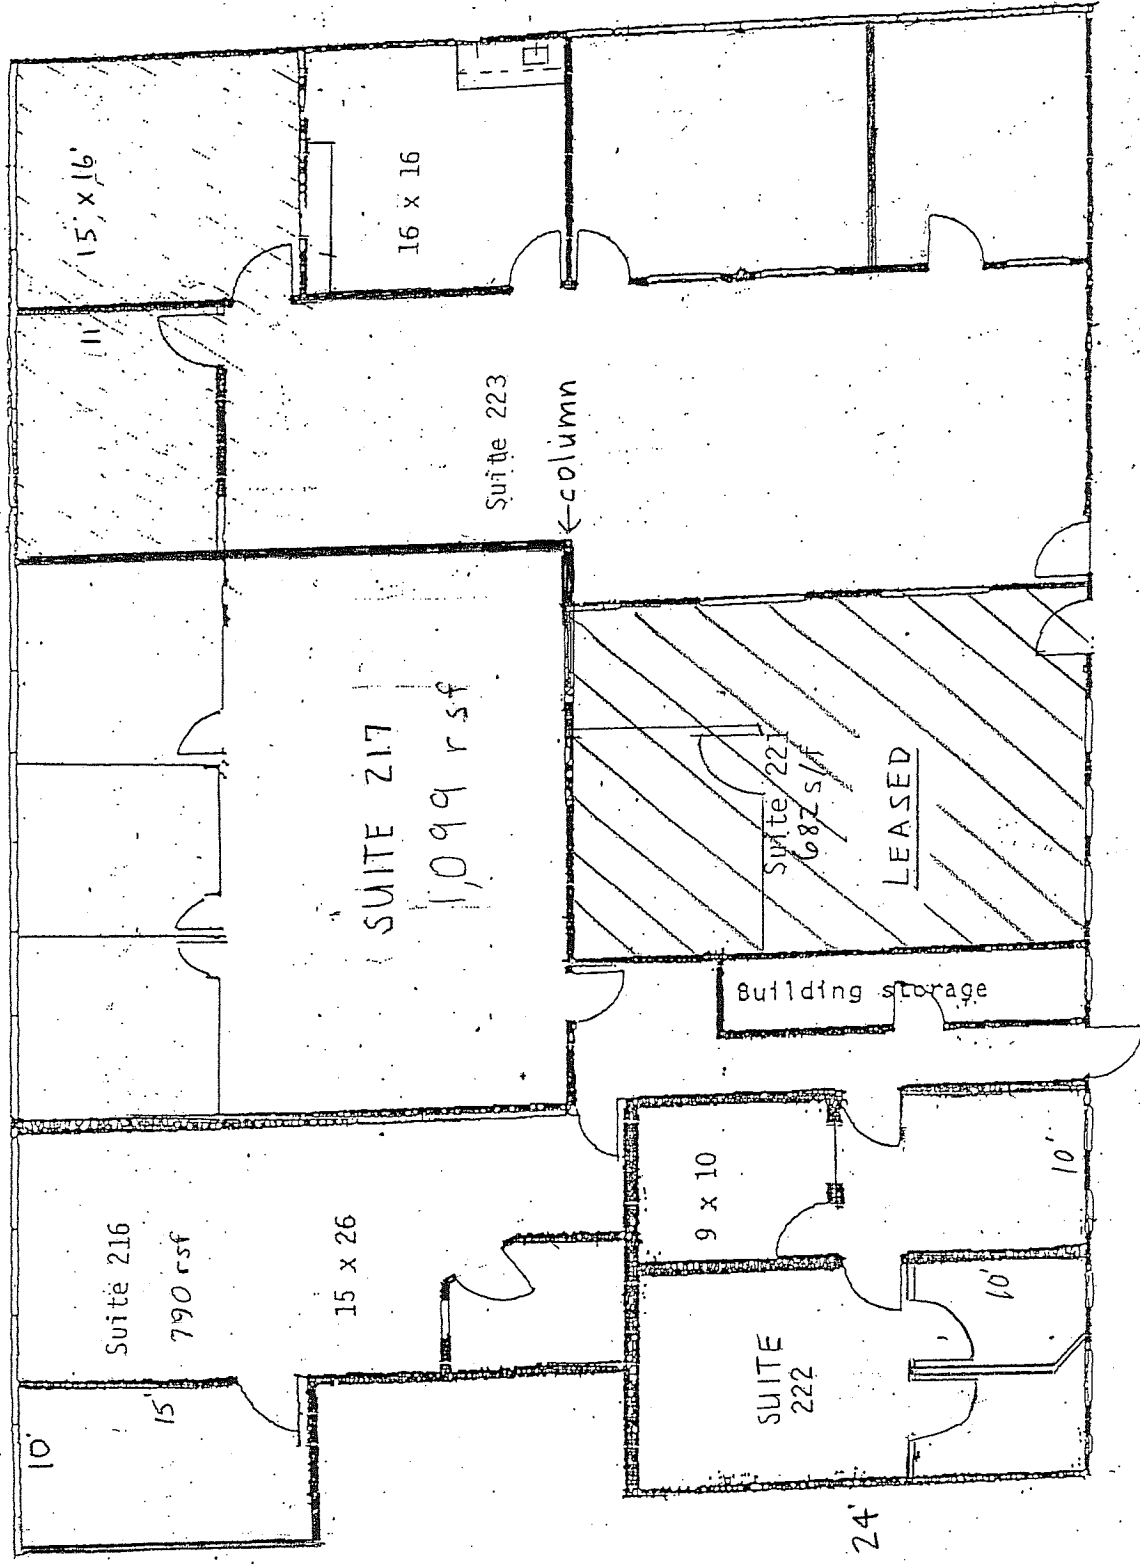 15' x 16'
11'
16 x 16
Suite 223
←column
SUITE 217
1,099 rsf
Suite 221
682 s/f
LEASED
Building storage
Suite 216
790 rsf
15 x 26
15'
10'
9 x 10
10'
10'
SUITE
222
24'